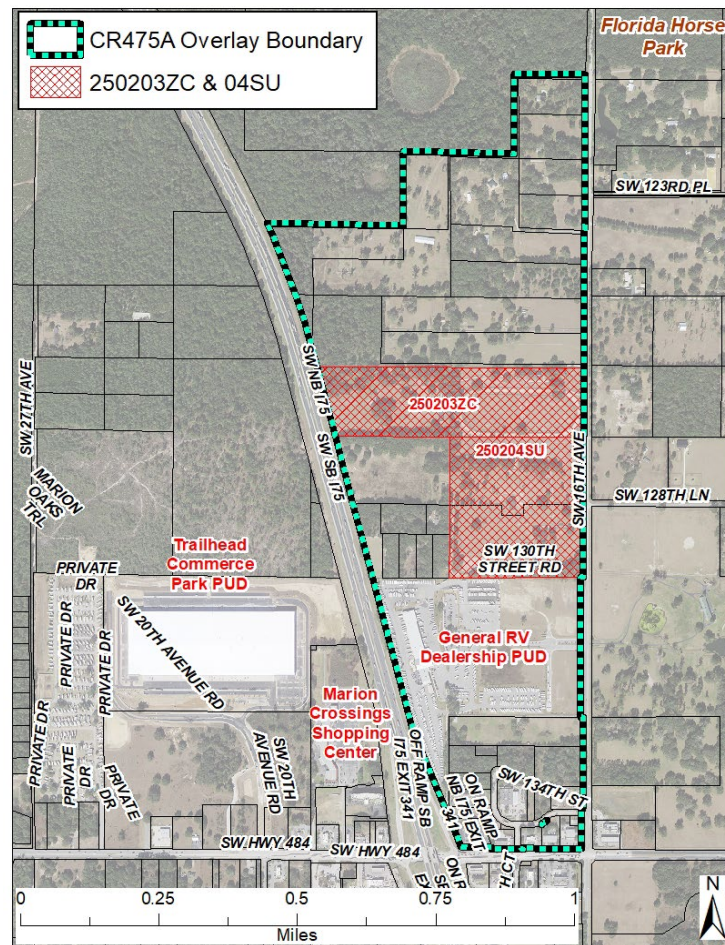 CR475A Overlay Boundary
250203ZC & 04SU
Florida Horse
Park
SW 123RD PL
SW 27TH AVE
SW NB I75
SW SB I75
250203ZC
250204SU
SW 16TH AVE
SW 128TH LN
MARION
OAKS
TRL
SW 130TH
STREET RD
Trailhead
Commerce
Park PUD
PRIVATE
DR
PRIVATE DR
PRIVATE DR
SW 20TH AVENUE RD
General RV
Dealership PUD
Marion
Crossings
Shopping
Center
PRIVATE DR
PRIVATE
DR
PRIVATE
DR
SW 20TH
AVENUE RD
OFF RAMP SB
I75 EXIT 341
ON RAMP
NB I75 EXIT
341
SW 134TH ST
SW HWY 484
SW HWY 484
TH CT
0
0.25
0.5
0.75
1
Miles
N